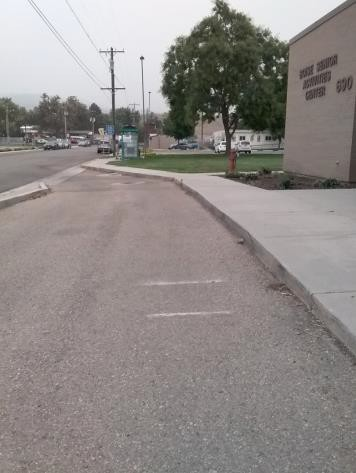 BOISE SENIOR
ACTIVITIES
CENTER 690